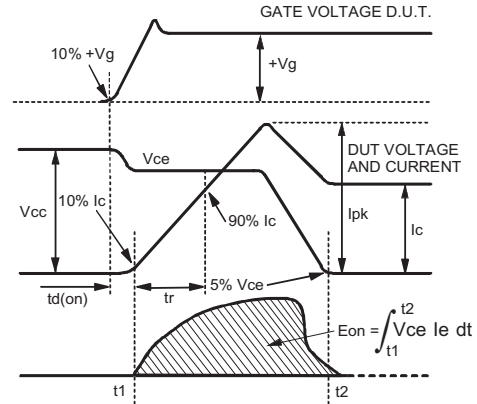 GATE VOLTAGE D.U.T.
10% +Vg
+Vg
DUT VOLTAGE
AND CURRENT
Vce
10% Ic
Vcc
90% Ic
Ipk
Ic
td(on)
tr
5% Vce
Eon = ∫ Vce Ie dt
t2
t1
t1
t2